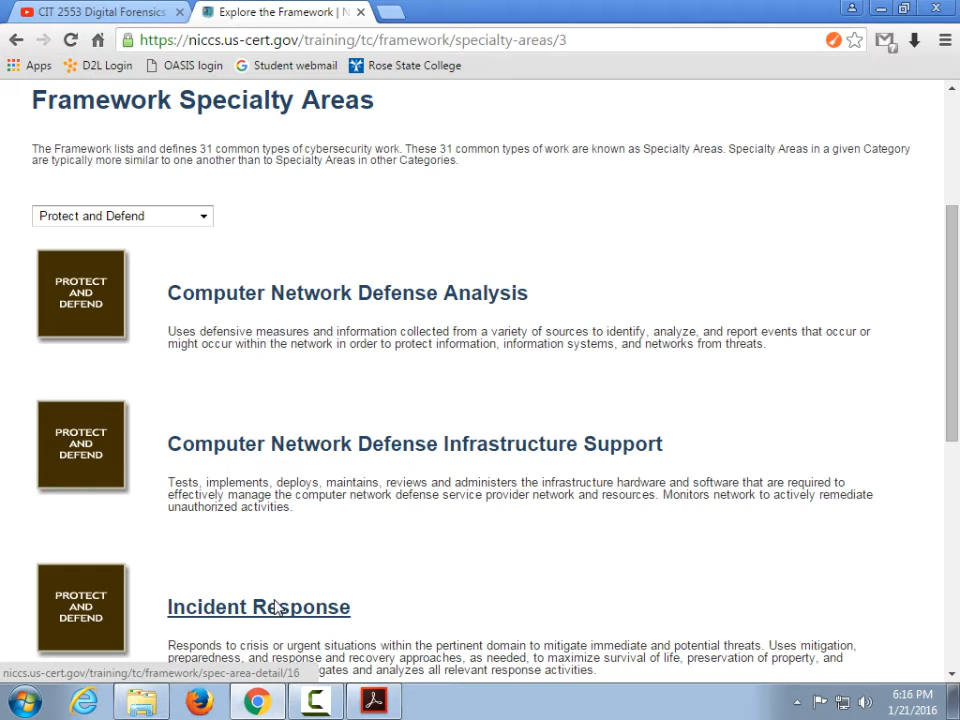 CIT 2553 Digital Forensics
Explore the Framework | N
https://niccs.us-cert.gov/training/tc/framework/specialty-areas/3
Apps D2L Login OASIS login Student webmail Rose State College
Framework Specialty Areas
The Framework lists and defines 31 common types of cybersecurity work. These 31 common types of work are known as Specialty Areas. Specialty Areas in a given Category
are typically more similar to one another than to Specialty Areas in other Categories.
Protect and Defend
PROTECT
AND
DEFEND
Computer Network Defense Analysis
Uses defensive measures and information collected from a variety of sources to identify, analyze, and report events that occur or
might occur within the network in order to protect information, information systems, and networks from threats.
PROTECT
AND
DEFEND
Computer Network Defense Infrastructure Support
Tests, implements, deploys, maintains, reviews and administers the infrastructure hardware and software that are required to
effectively manage the computer network defense service provider network and resources. Monitors network to actively remediate
unauthorized activities.
PROTECT
AND
DEFEND
Incident Response
Responds to crisis or urgent situations within the pertinent domain to mitigate immediate and potential threats. Uses mitigation,
preparedness, and response and recovery approaches, as needed, to maximize survival of life, preservation of property, and
gates and analyzes all relevant response activities.
niccs.us-cert.gov/training/tc/framework/spec-area-detail/16
6:16 PM
1/21/2016